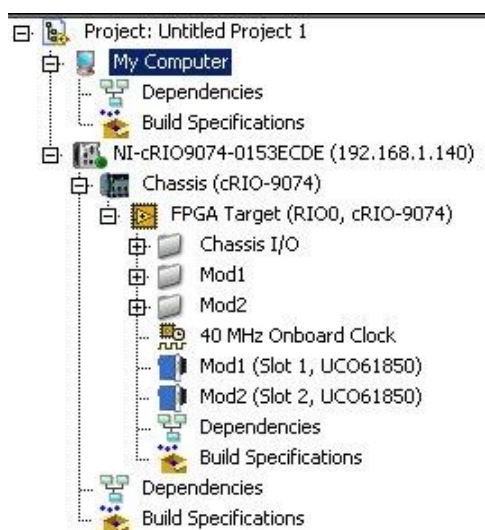 Project: Untitled Project 1
My Computer
Dependencies
Build Specifications
NI-cRIO9074-0153ECDE (192.168.1.140)
Chassis (cRIO-9074)
FPGA Target (RIO0, cRIO-9074)
Chassis I/O
Mod1
Mod2
40 MHz Onboard Clock
Mod1 (Slot 1, UCO61850)
Mod2 (Slot 2, UCO61850)
Dependencies
Build Specifications
Dependencies
Build Specifications